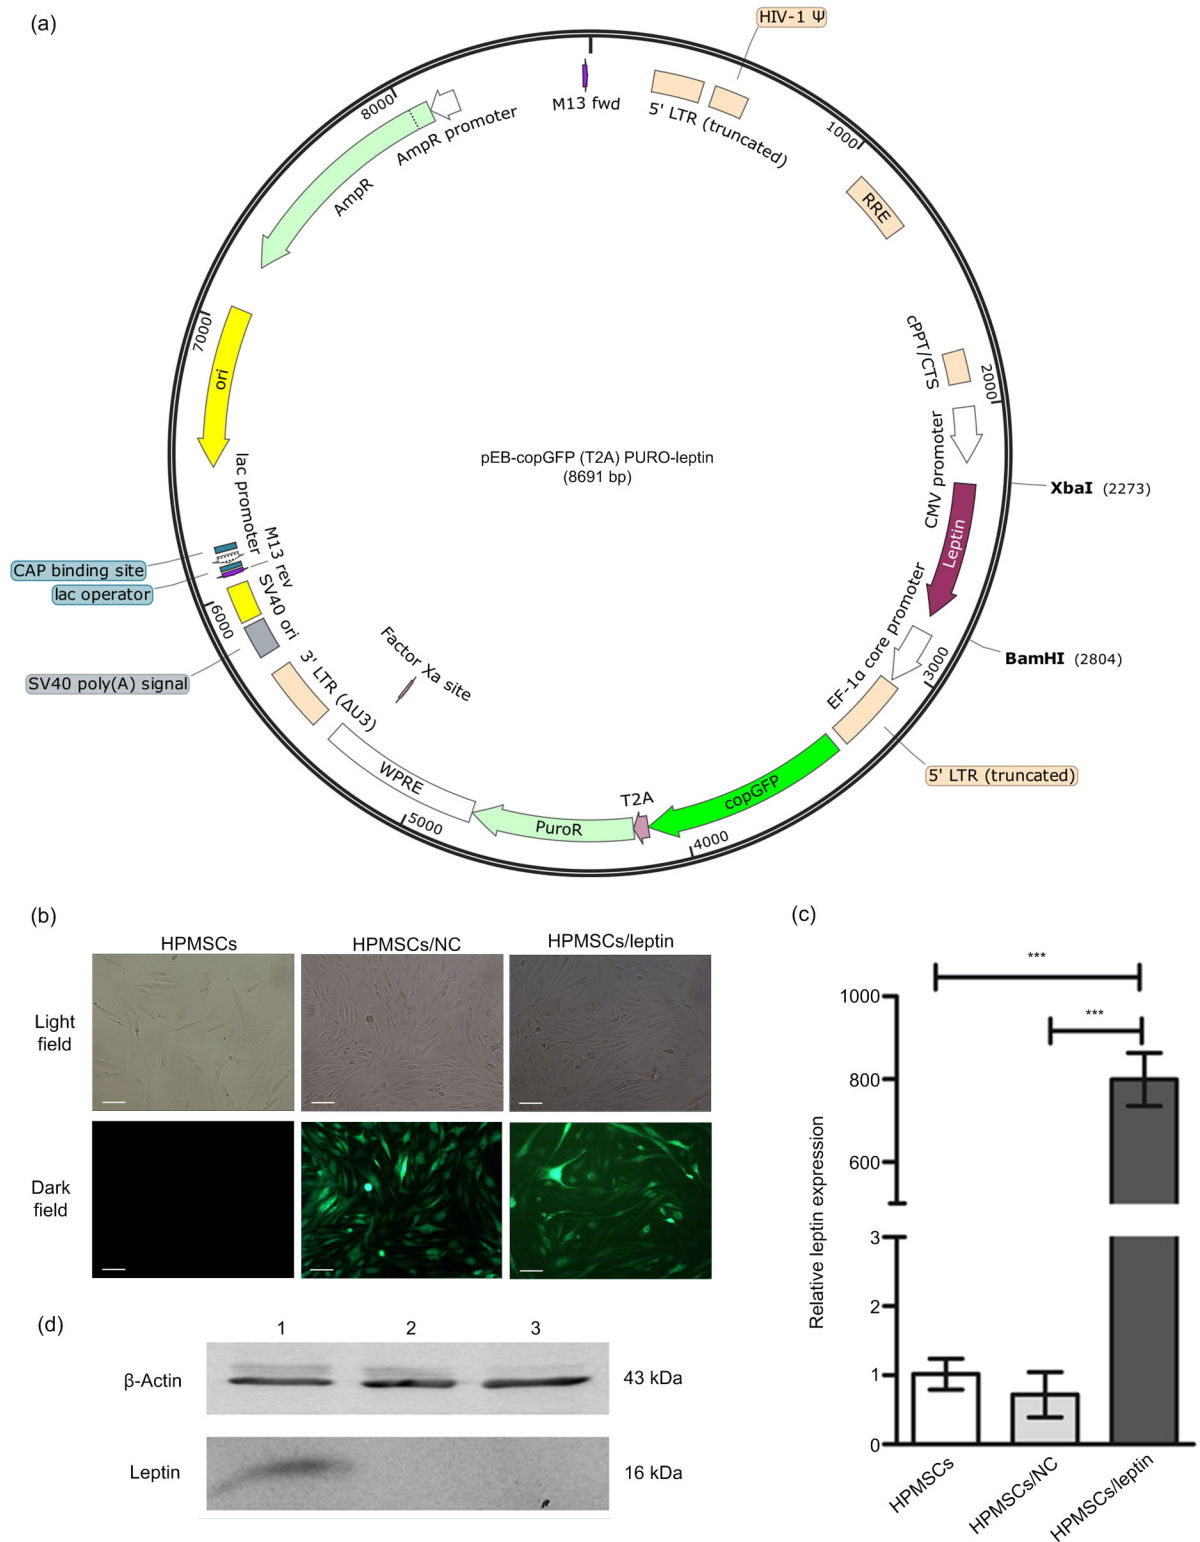 (a)
HIV-1 Ψ
8000
M13 fwd
5' LTR (truncated)
1000
AmpR promoter
AmpR
RRE
7000
ori
cPPT/CTS
2000
CMV promoter
pEB-copGFP (T2A) PURO-leptin
(8691 bp)
XbaI (2273)
Leptin
lac promoter
M13 rev
CAP binding site
lac operator
6000
SV40 ori
SV40 poly(A) signal
3' LTR (ΔU3)
Factor Xa site
EF-1α core promoter
BamHI (2804)
3000
5' LTR (truncated)
WPRE
5000
PuroR
T2A
copGFP
4000
(b)
HPMSCs
HPMSCs/NC
HPMSCs/leptin
Light
field
Dark
field
(c)
***
***
1000
800
600
3
2
1
0
Relative leptin expression
HPMSCs
HPMSCs/NC
HPMSCs/leptin
(d)
1
2
3
β-Actin
43 kDa
Leptin
16 kDa